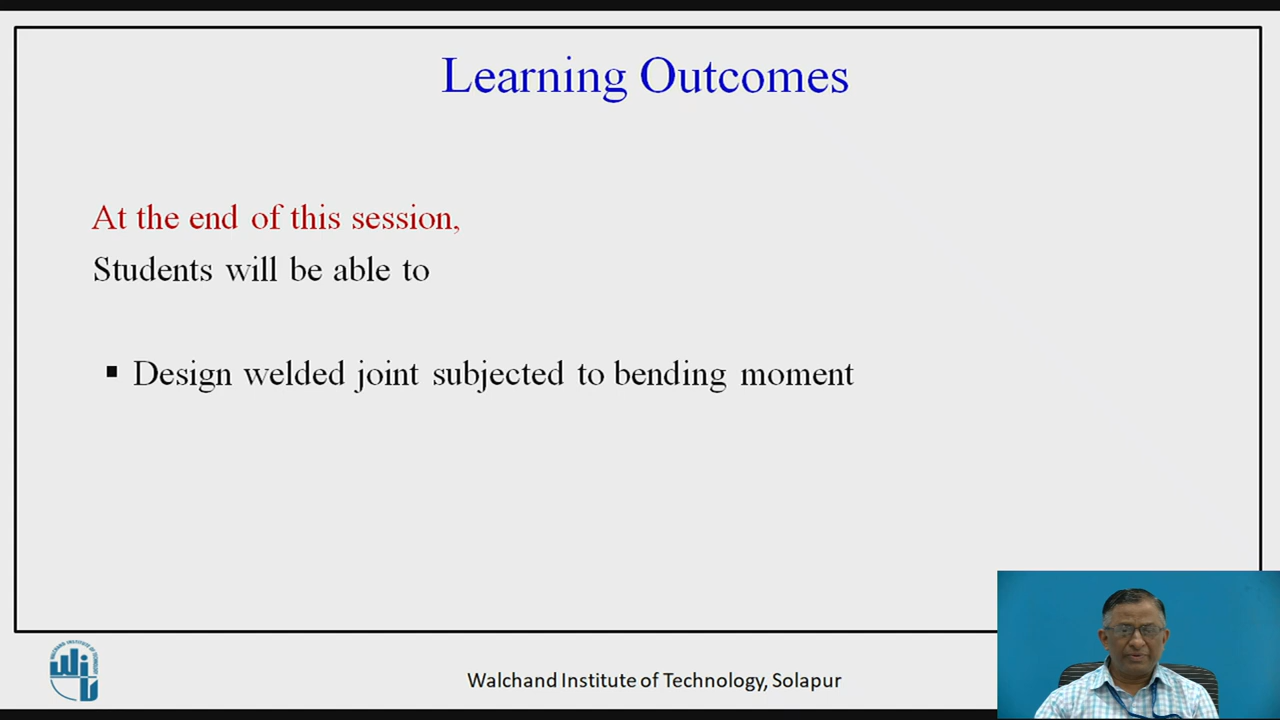 Learning Outcomes
At the end of this session,
Students will be able to
▪ Design welded joint subjected to bending moment
Walchand Institute of Technology, Solapur